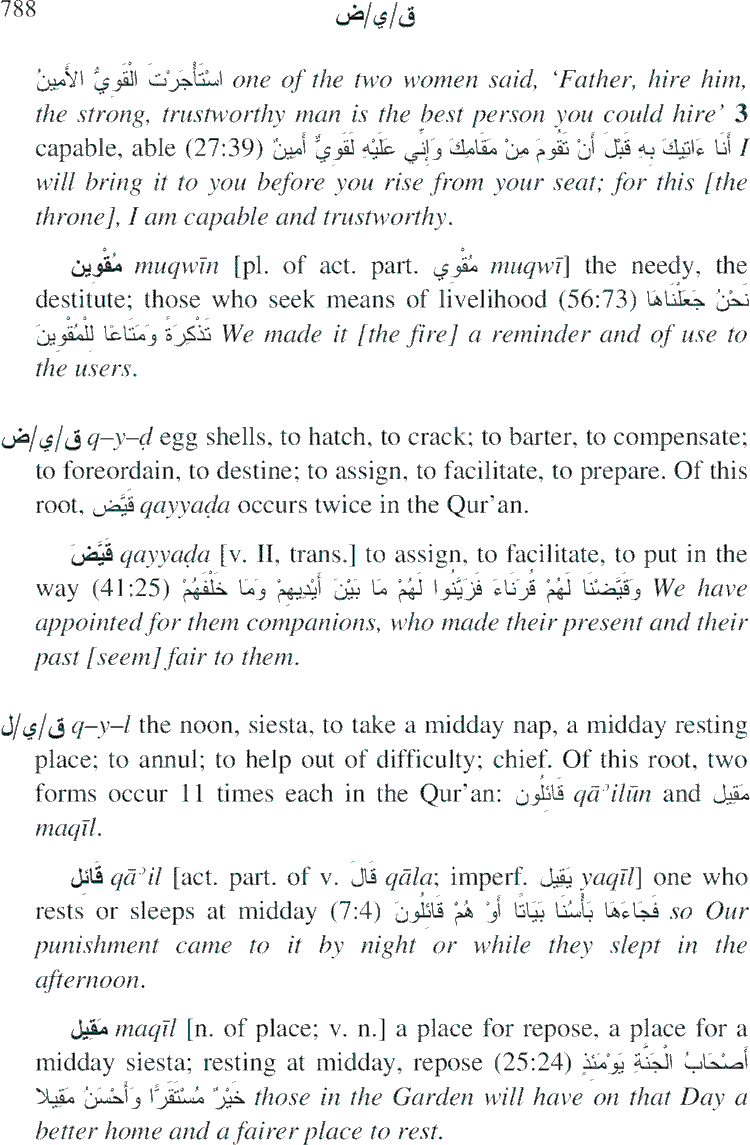 788
ق/ي/ض
اسْتَأْجَرْتَ الْقَوِيُّ الأَمِينُ one of the two women said, ‘Father, hire him,
the strong, trustworthy man is the best person you could hire’ 3
capable, able (27:39) أَنَا ءَاتِيكَ بِهِ قَبْلَ أَنْ تَقُومَ مِنْ مَقَامِكَ وَإِنِّي عَلَيْهِ لَقَوِيٌّ أَمِينٌ I
will bring it to you before you rise from your seat; for this [the
throne], I am capable and trustworthy.
مُقْوِين muqwīn [pl. of act. part. مُقْوِي muqwī] the needy, the
destitute; those who seek means of livelihood (56:73) نَحْنُ جَعَلْنَاهَا
تَذْكِرَةً وَمَتَاعًا لِلْمُقْوِينَ We made it [the fire] a reminder and of use to
the users.
ق/ي/ض q–y–ḍ egg shells, to hatch, to crack; to barter, to compensate;
to foreordain, to destine; to assign, to facilitate, to prepare. Of this
root, قَيَّضَ qayyaḍa occurs twice in the Qur’an.
قَيَّضَ qayyaḍa [v. II, trans.] to assign, to facilitate, to put in the
way (41:25) وَقَيَّضْنَا لَهُمْ قُرَنَاءَ فَزَيَّنُوا لَهُمْ مَا بَيْنَ أَيْدِيهِمْ وَمَا خَلْفَهُمْ We have
appointed for them companions, who made their present and their
past [seem] fair to them.
ق/ي/ل q–y–l the noon, siesta, to take a midday nap, a midday resting
place; to annul; to help out of difficulty; chief. Of this root, two
forms occur 11 times each in the Qur’an: قَائِلُون qāʾilūn and مَقِيل
maqīl.
قَائِل qāʾil [act. part. of v. قَالَ qāla; imperf. يَقِيل yaqīl] one who
rests or sleeps at midday (7:4) فَجَاءَهَا بَأْسُنَا بَيَاتًا أَوْ هُمْ قَائِلُونَ so Our
punishment came to it by night or while they slept in the
afternoon.
مَقِيل maqīl [n. of place; v. n.] a place for repose, a place for a
midday siesta; resting at midday, repose (25:24) أَصْحَابُ الْجَنَّةِ يَوْمَئِذٍ
خَيْرٌ مُسْتَقَرًّا وَأَحْسَنُ مَقِيلا those in the Garden will have on that Day a
better home and a fairer place to rest.